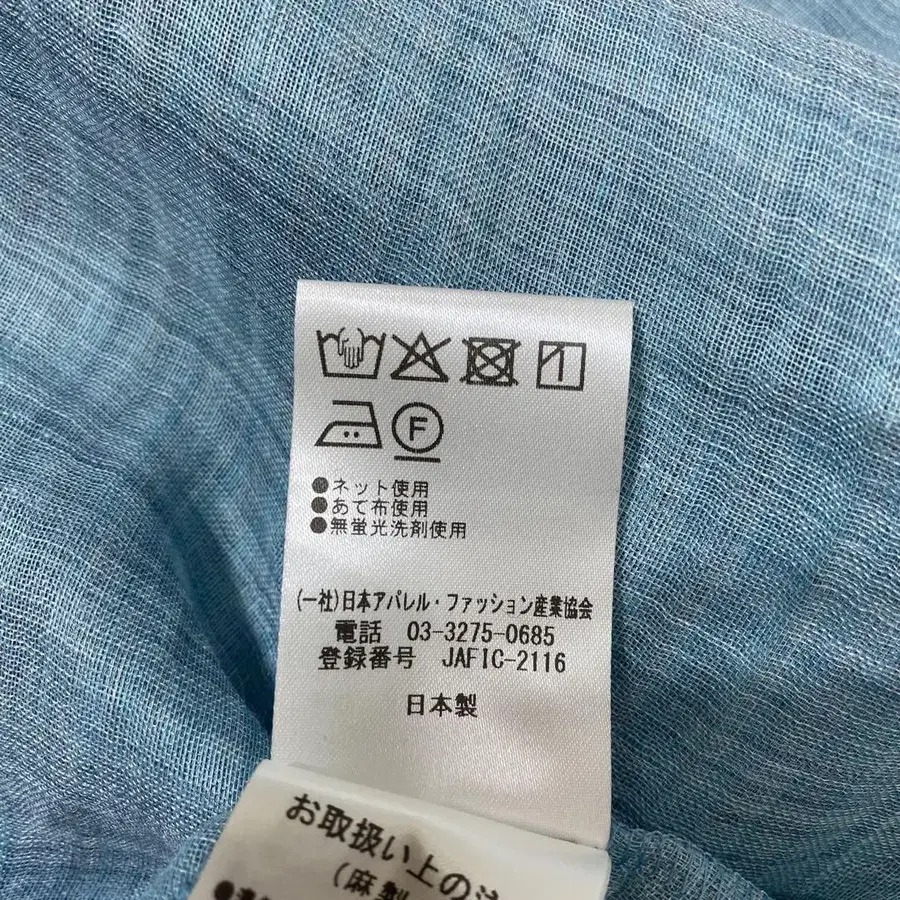 F
●ネット使用
●あて布使用
●無蛍光洗剤使用
(一社)日本アパレル・ファッション産業協会
電話 03-3275-0685
登録番号 JAFIC-2116
日本製
お取扱い上の
(麻製